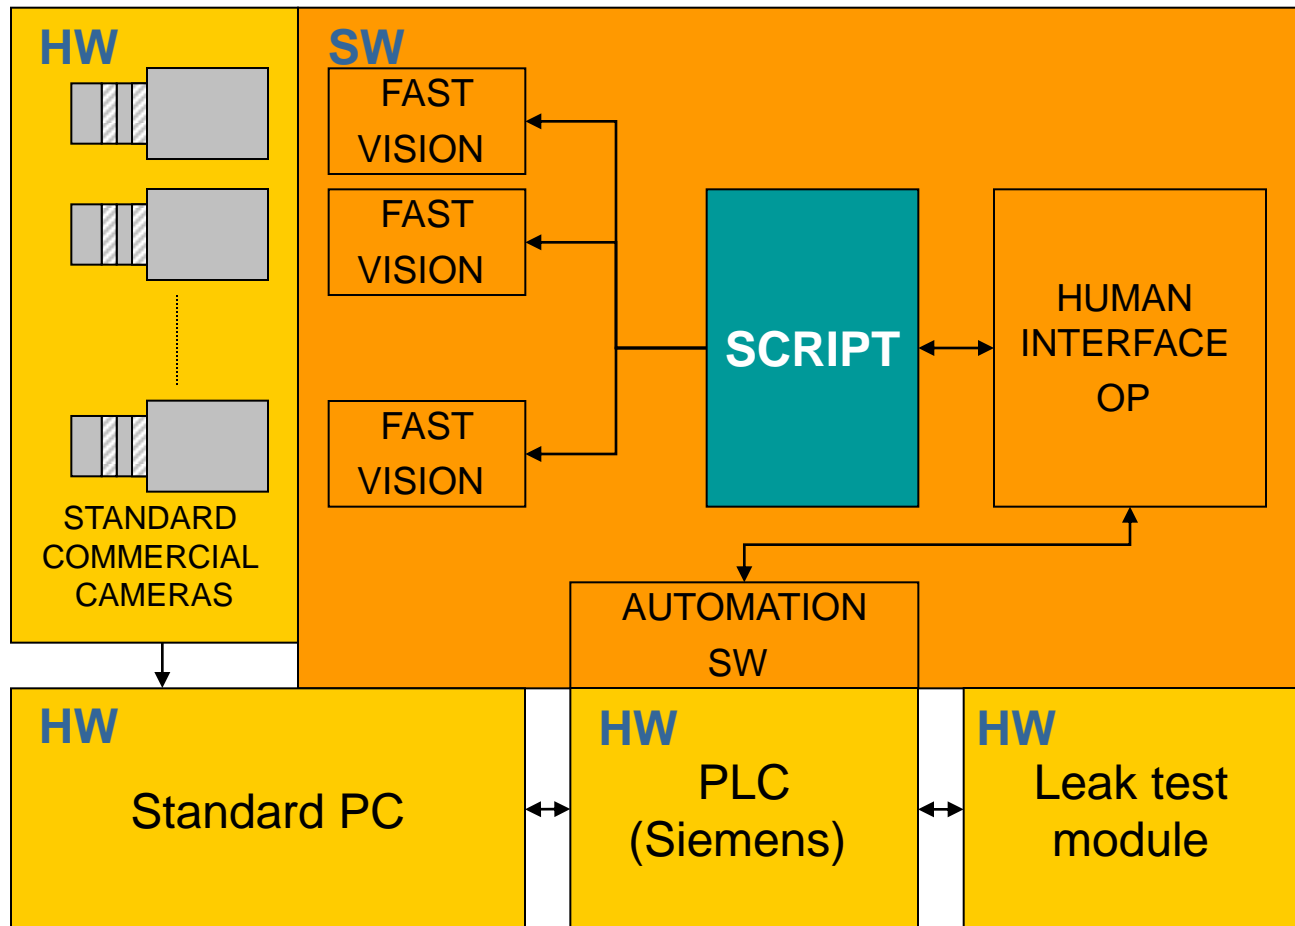 HW
STANDARD
COMMERCIAL
CAMERAS
SW
FAST
VISION
FAST
VISION
FAST
VISION
SCRIPT
HUMAN
INTERFACE
OP
AUTOMATION
SW
HW
Standard PC
HW
PLC
(Siemens)
HW
Leak test
module